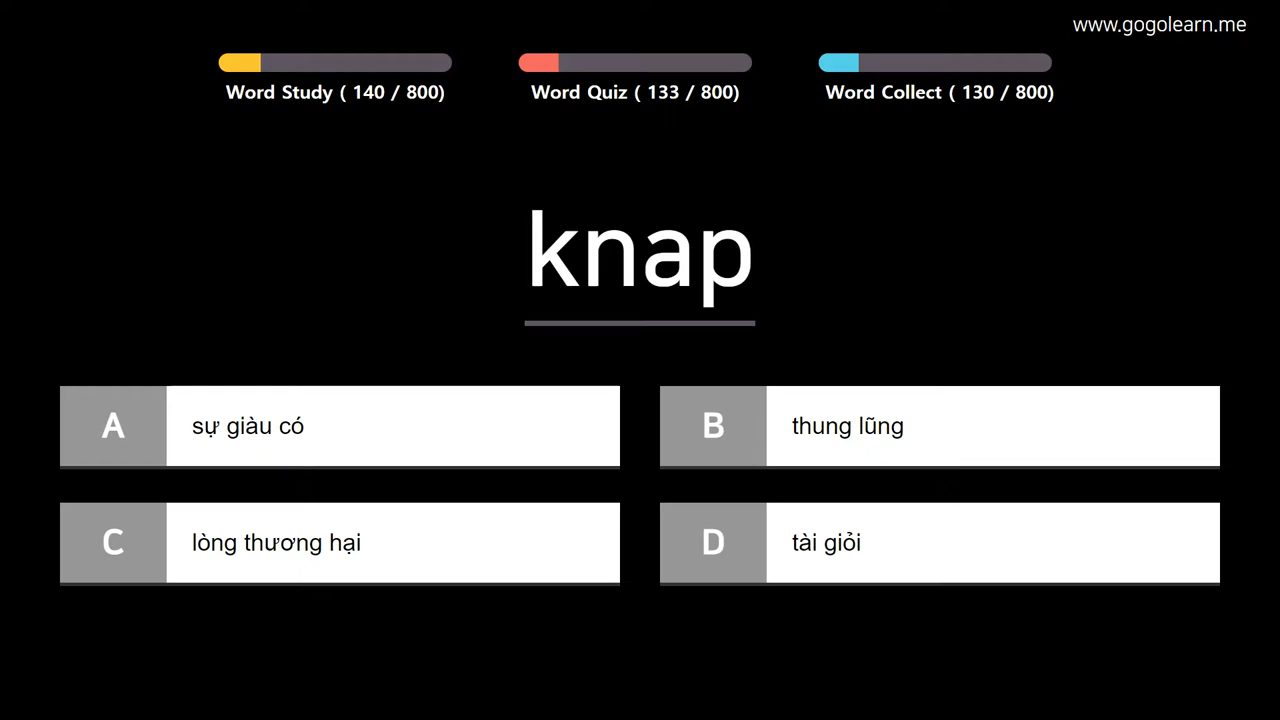 www.gogolearn.me
Word Study ( 140 / 800)
Word Quiz ( 133 / 800)
Word Collect ( 130 / 800)
knap
A sự giàu có
B thung lũng
C lòng thương hại
D tài giỏi